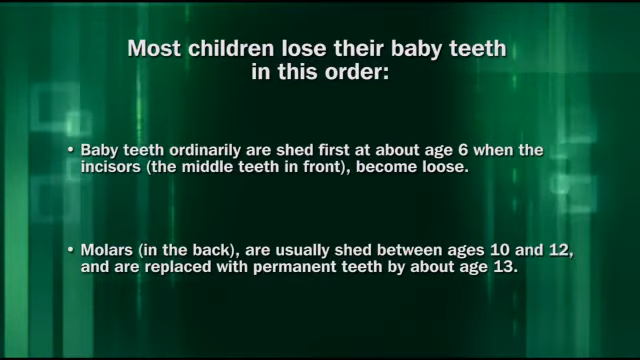 Most children lose their baby teeth
in this order:
• Baby teeth ordinarily are shed first at about age 6 when the
incisors (the middle teeth in front), become loose.
• Molars (in the back), are usually shed between ages 10 and 12,
and are replaced with permanent teeth by about age 13.